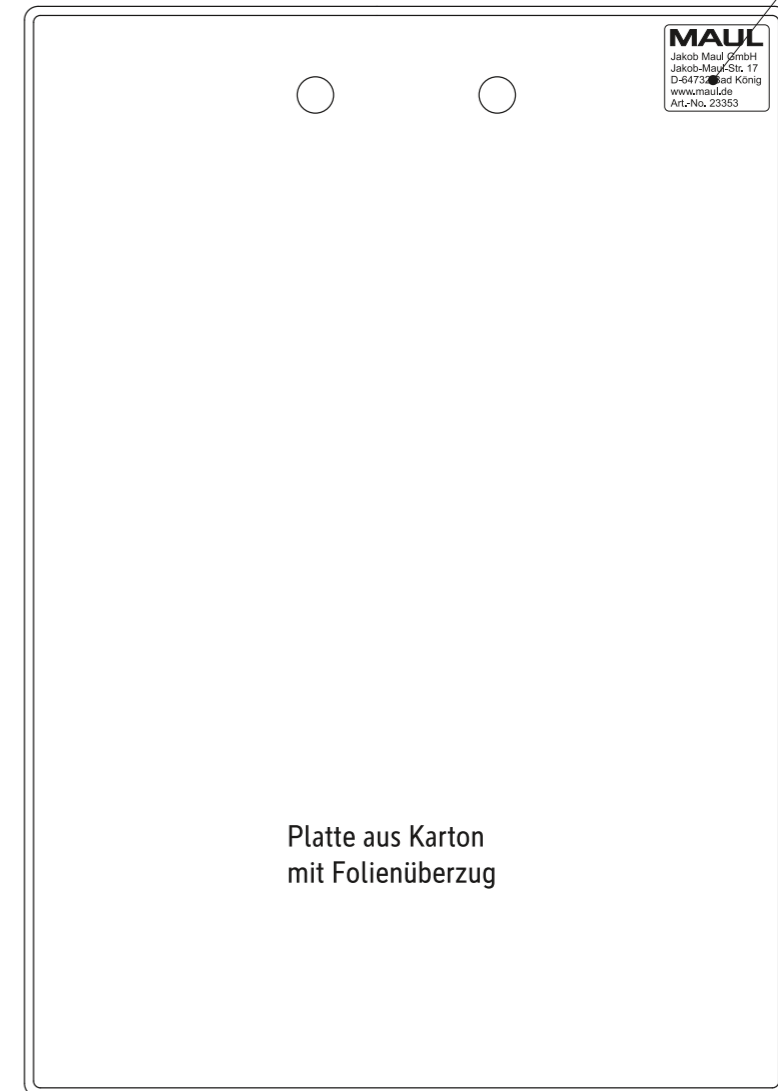 MAUL
Jakob Maul GmbH
Jakob-Maul-Str. 17
D-64732 Bad König
www.maul.de
Art.-No. 23353
Platte aus Karton
mit Folienüberzug